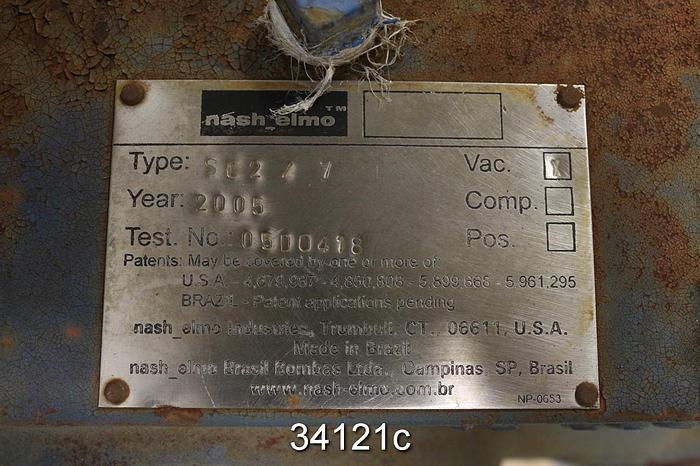 nash_elmo™
Type: SC2/7 Vac. X
Year: 2005 Comp.
Test. No.: 05D0418 Pos.
Patents: May be covered by one or more of
U.S.A. - 4,679,987 - 4,850,808 - 5,899,668 - 5.961,295
BRAZIL - Patent applications pending
nash_elmo Industries, Trumbull, CT., 06611, U.S.A.
Made in Brazil
nash_elmo Brasil Bombas Ltda., Campinas, SP, Brasil
www.nash-elmo.com.br
NP-0653
34121c